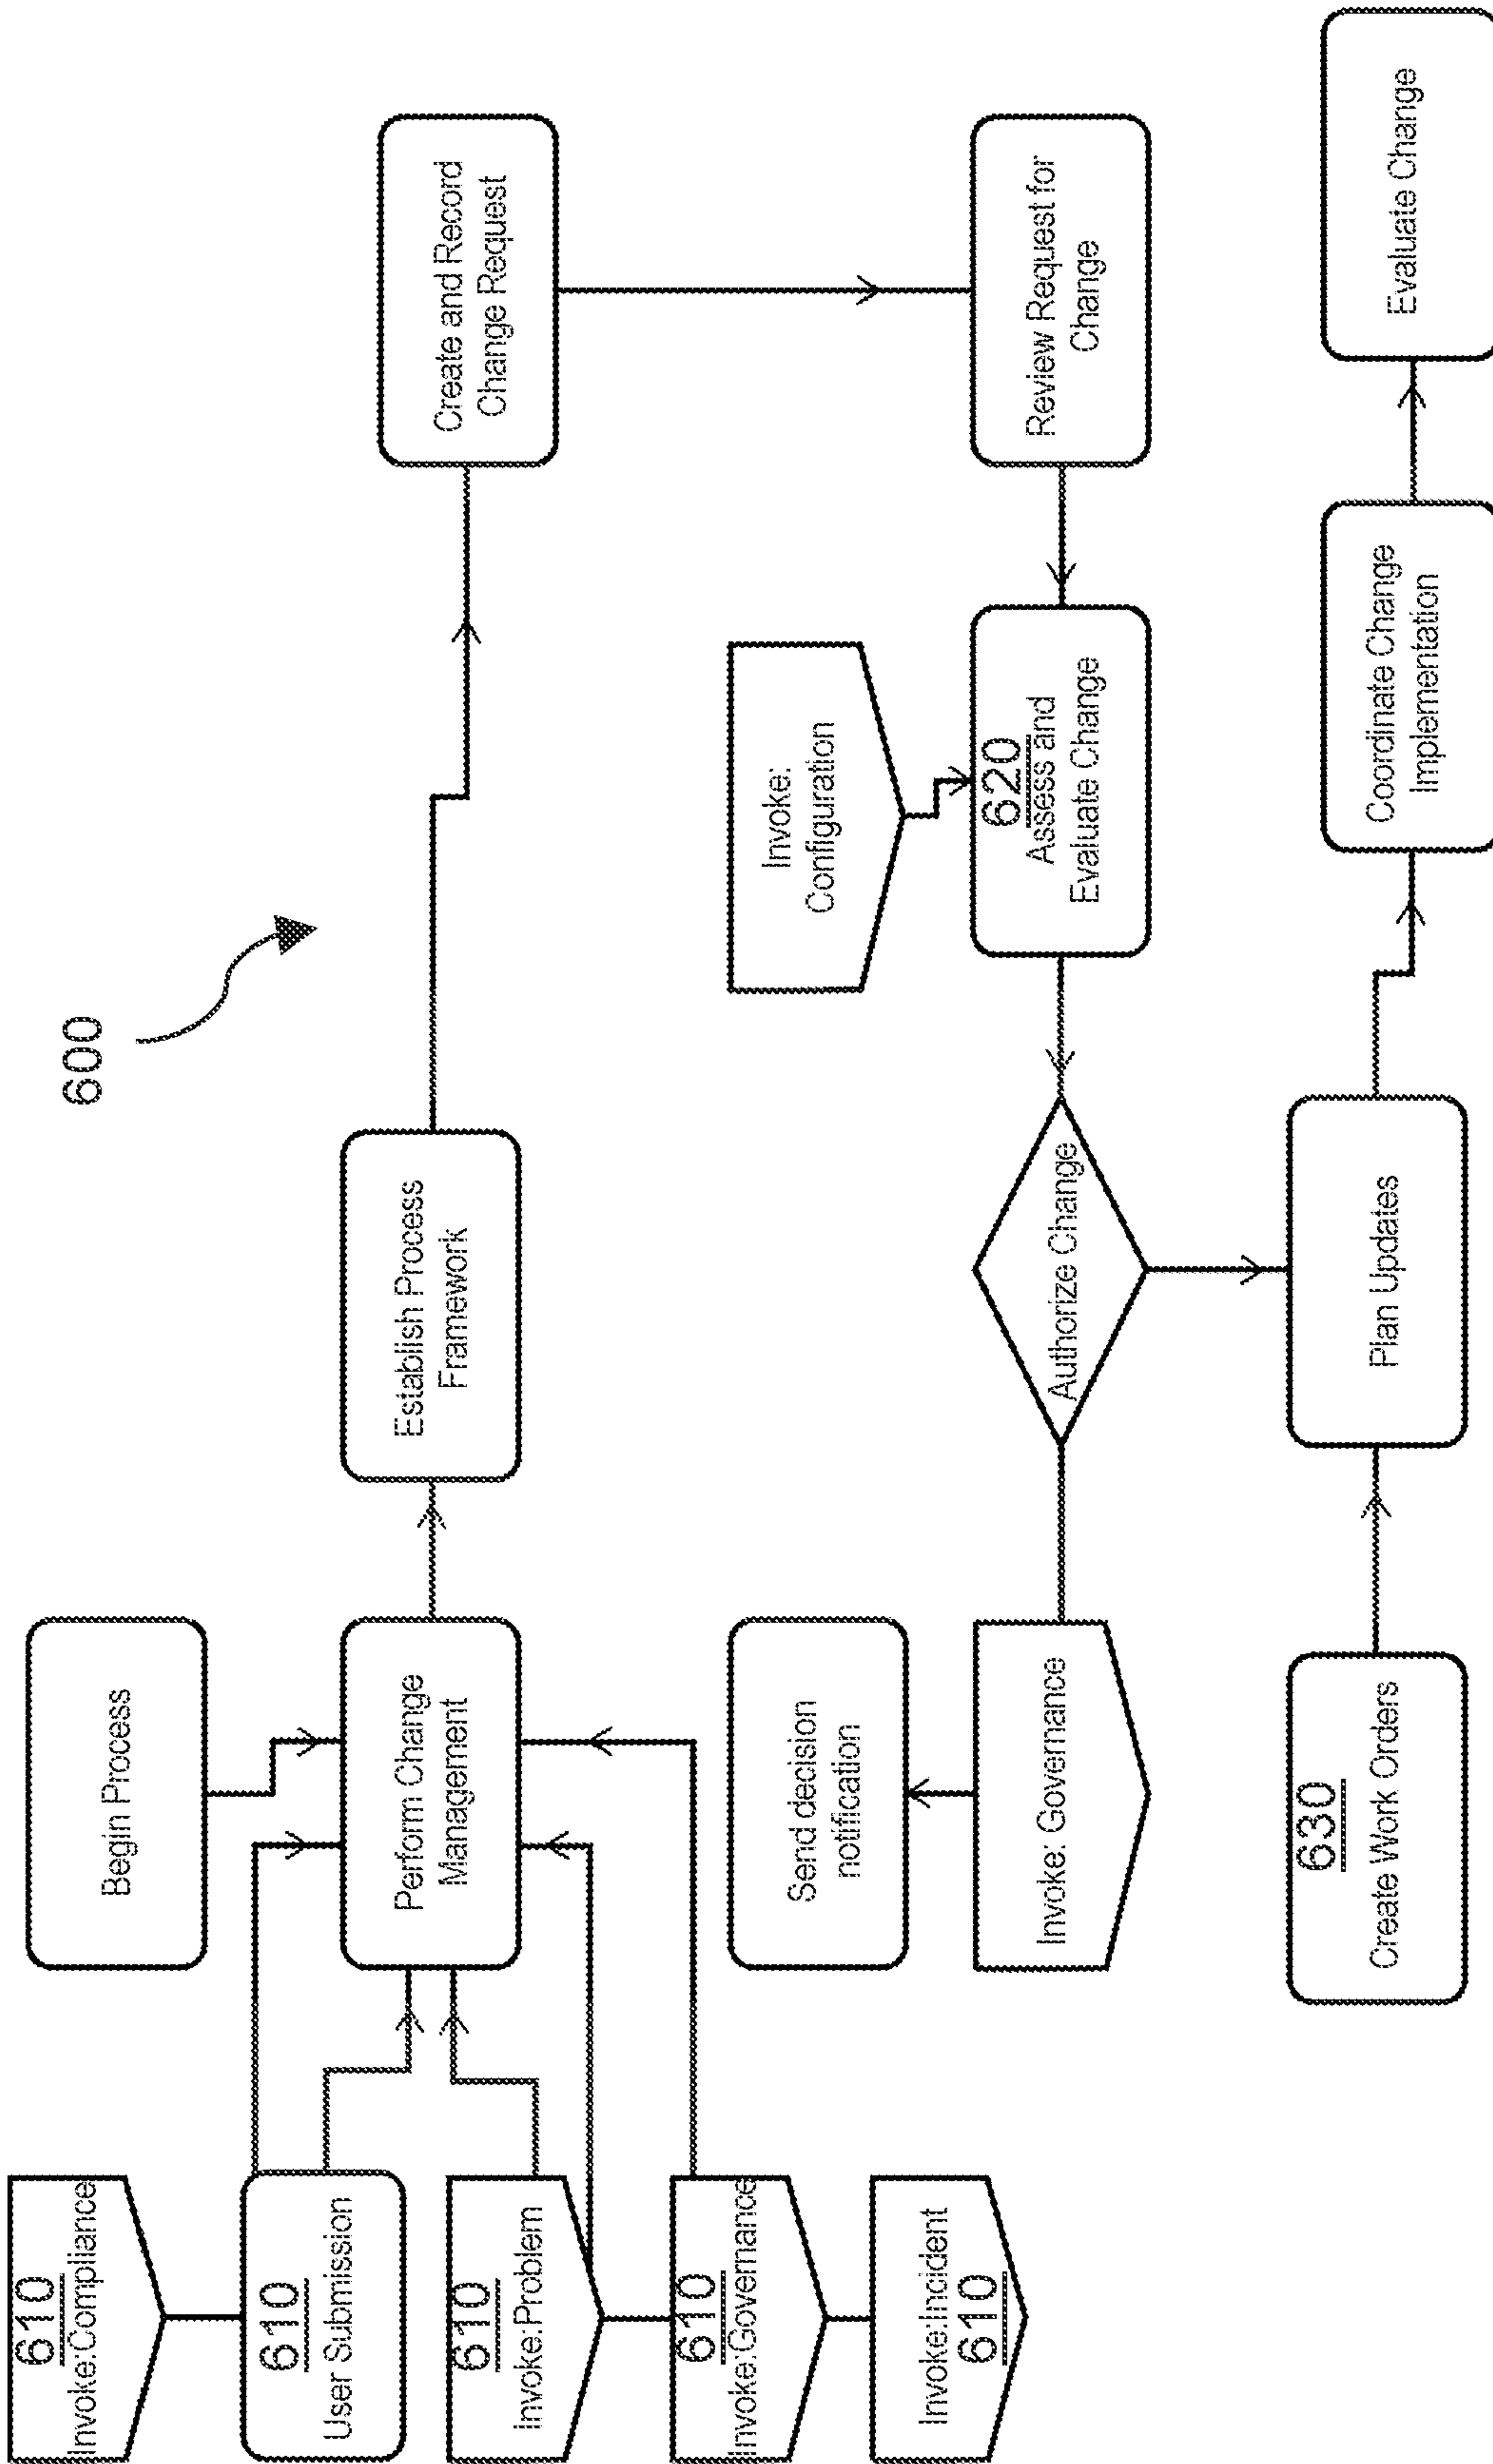 600
610
Invoke:Compliance
610
User Submission
610
Invoke:Problem
610
Invoke:Governance
Invoke:Incident
610
Begin Process
Perform Change
Management
Establish Process
Framework
Create and Record
Change Request
Review Request for
Change
Invoke:
Configuration
620
Assess and
Evaluate Change
Authorize Change
Invoke: Governance
Send decision
notification
630
Create Work Orders
Plan Updates
Coordinate Change
Implementation
Evaluate Change